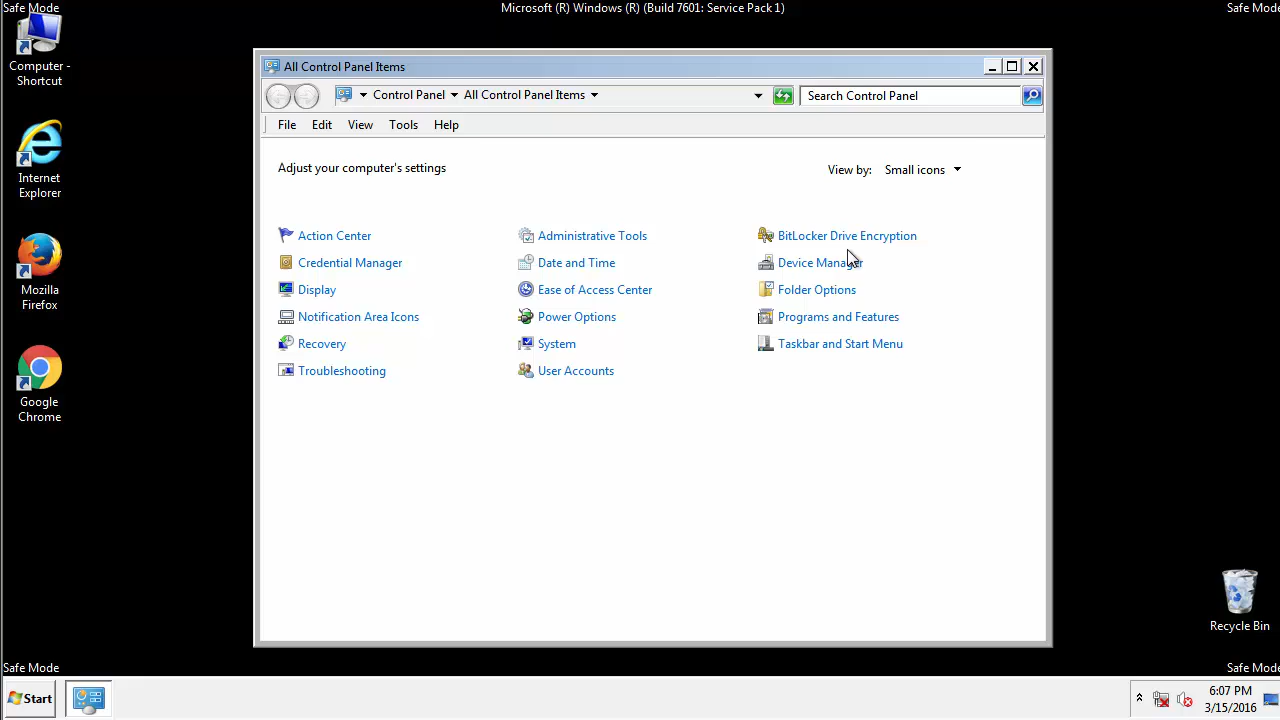 Safe Mode
Microsoft (R) Windows (R) (Build 7601: Service Pack 1)
Safe Mode
Computer -
Shortcut
Internet
Explorer
Mozilla
Firefox
Google
Chrome
All Control Panel Items
Control Panel All Control Panel Items
Search Control Panel
File Edit View Tools Help
Adjust your computer's settings
View by: Small icons
Action Center Administrative Tools BitLocker Drive Encryption
Credential Manager Date and Time Device Manager
Display Ease of Access Center Folder Options
Notification Area Icons Power Options Programs and Features
Recovery System Taskbar and Start Menu
Troubleshooting User Accounts
Recycle Bin
Safe Mode
Safe Mode
Start
6:07 PM
3/15/2016